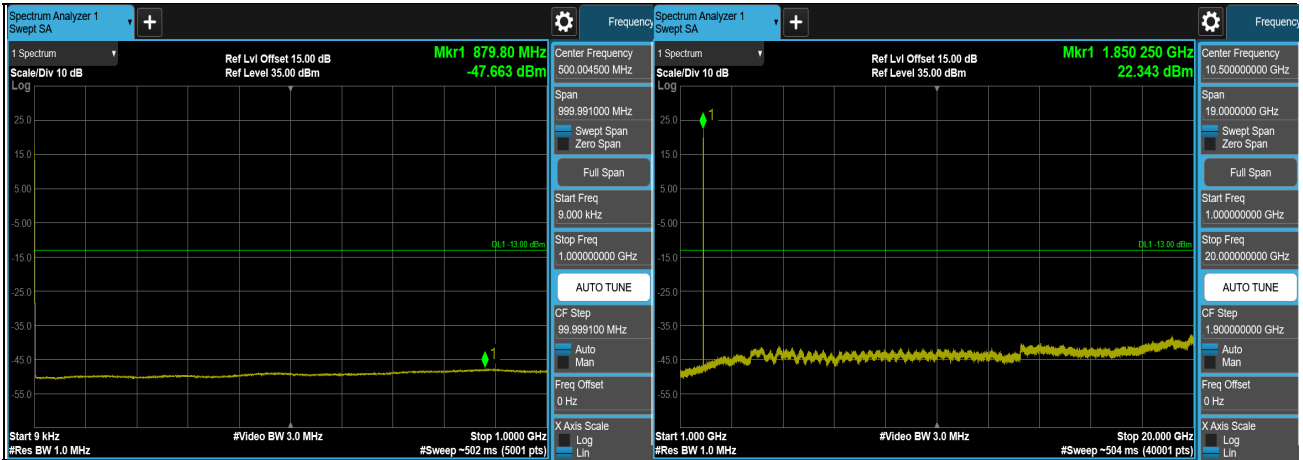 Spectrum Analyzer 1
Swept SA
+
Frequency
1 Spectrum
Scale/Div 10 dB
Log
Ref Lvl Offset 15.00 dB
Ref Level 35.00 dBm
Mkr1 879.80 MHz
-47.663 dBm
25.0
15.0
5.00
-5.00
-15.0
-25.0
-35.0
-45.0
-55.0
DL1 -13.00 dBm
1
Start 9 kHz
#Res BW 1.0 MHz
#Video BW 3.0 MHz
Stop 1.0000 GHz
#Sweep ~502 ms (5001 pts)
Center Frequency
500.004500 MHz
Span
999.991000 MHz
Swept Span
Zero Span
Full Span
Start Freq
9.000 kHz
Stop Freq
1.000000000 GHz
AUTO TUNE
CF Step
99.999100 MHz
Auto
Man
Freq Offset
0 Hz
X Axis Scale
Log
Lin
Spectrum Analyzer 1
Swept SA
+
Frequency
1 Spectrum
Scale/Div 10 dB
Log
Ref Lvl Offset 15.00 dB
Ref Level 35.00 dBm
Mkr1 1.850 250 GHz
22.343 dBm
25.0
15.0
5.00
-5.00
-15.0
-25.0
-35.0
-45.0
-55.0
1
DL1 -13.00 dBm
Start 1.000 GHz
#Res BW 1.0 MHz
#Video BW 3.0 MHz
Stop 20.000 GHz
#Sweep ~504 ms (40001 pts)
Center Frequency
10.500000000 GHz
Span
19.0000000 GHz
Swept Span
Zero Span
Full Span
Start Freq
1.000000000 GHz
Stop Freq
20.000000000 GHz
AUTO TUNE
CF Step
1.900000000 GHz
Auto
Man
Freq Offset
0 Hz
X Axis Scale
Log
Lin